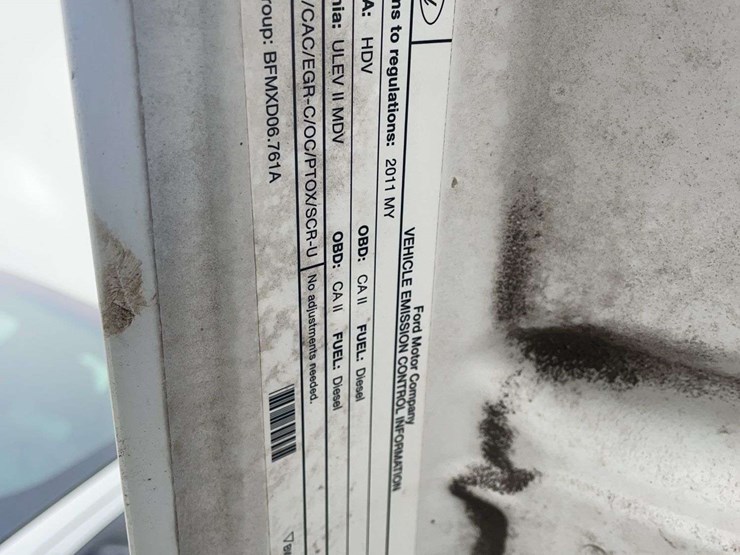 Ford Motor Company
VEHICLE EMISSION CONTROL INFORMATION
ns to regulations: 2011 MY
A: HDV OBD: CA II FUEL: Diesel
nia: ULEV II MDV OBD: CA II FUEL: Diesel
/CAC/EGR-C/OC/PTOX/SCR-U No adjustments needed.
roup: BFMXD06.761A